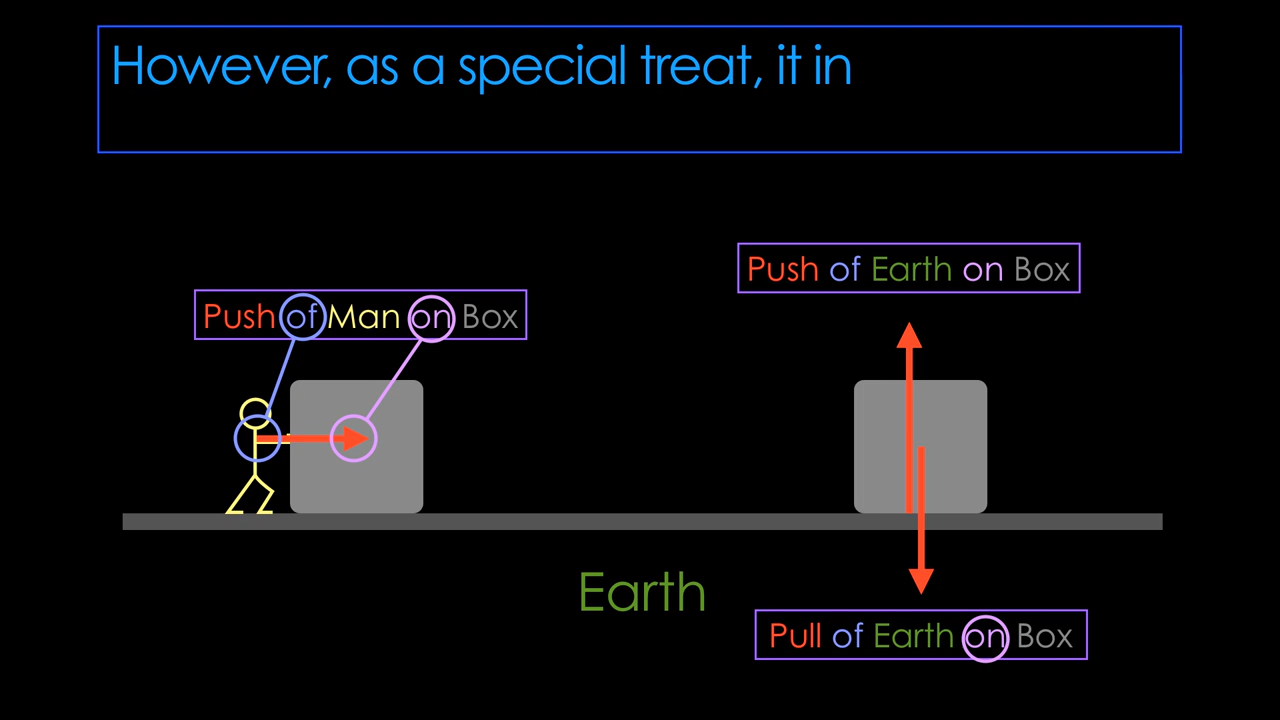 However, as a special treat, it in
Push of Earth on Box
Push of Man on Box
Earth
Pull of Earth on Box